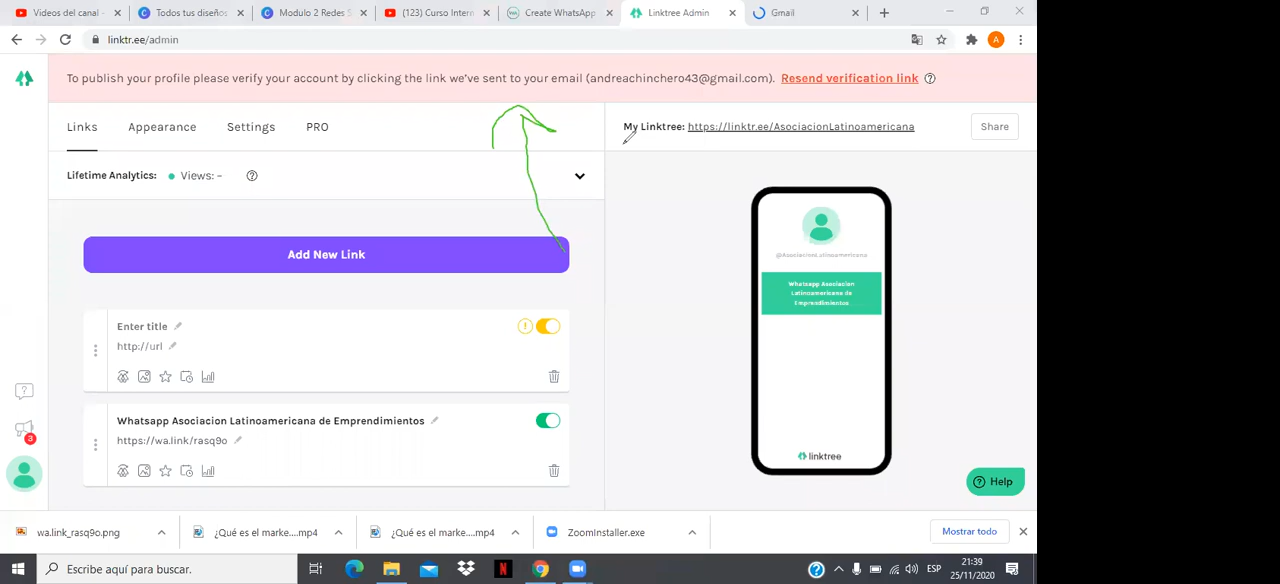 Videos del canal -
Todos tus diseños
Modulo 2 Redes S
(123) Curso Intern
Create WhatsApp
Linktree Admin
Gmail
linktr.ee/admin
A
To publish your profile please verify your account by clicking the link we've sent to your email (andreachinchero43@gmail.com). Resend verification link
Links
Appearance
Settings
PRO
My Linktree: https://linktr.ee/AsociacionLatinoamericana
Share
Lifetime Analytics:
Views: -
Add New Link
Enter title
http://url
Whatsapp Asociacion Latinoamericana de Emprendimientos
https://wa.link/rasq9o
3
Whatsapp Asociacion
Latinoamericana de
Emprendimientos
linktree
Help
wa.link_rasq9o.png
¿Qué es el marke....mp4
¿Qué es el marke....mp4
ZoomInstaller.exe
Mostrar todo
Escribe aquí para buscar.
ESP
21:39
25/11/2020